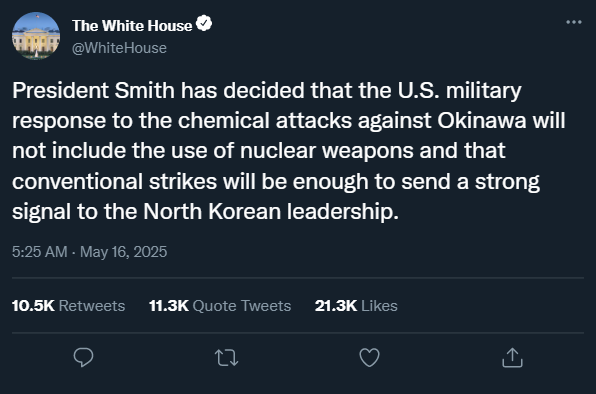 The White House
@WhiteHouse
President Smith has decided that the U.S. military
response to the chemical attacks against Okinawa will
not include the use of nuclear weapons and that
conventional strikes will be enough to send a strong
signal to the North Korean leadership.
5:25 AM · May 16, 2025
10.5K Retweets 11.3K Quote Tweets 21.3K Likes